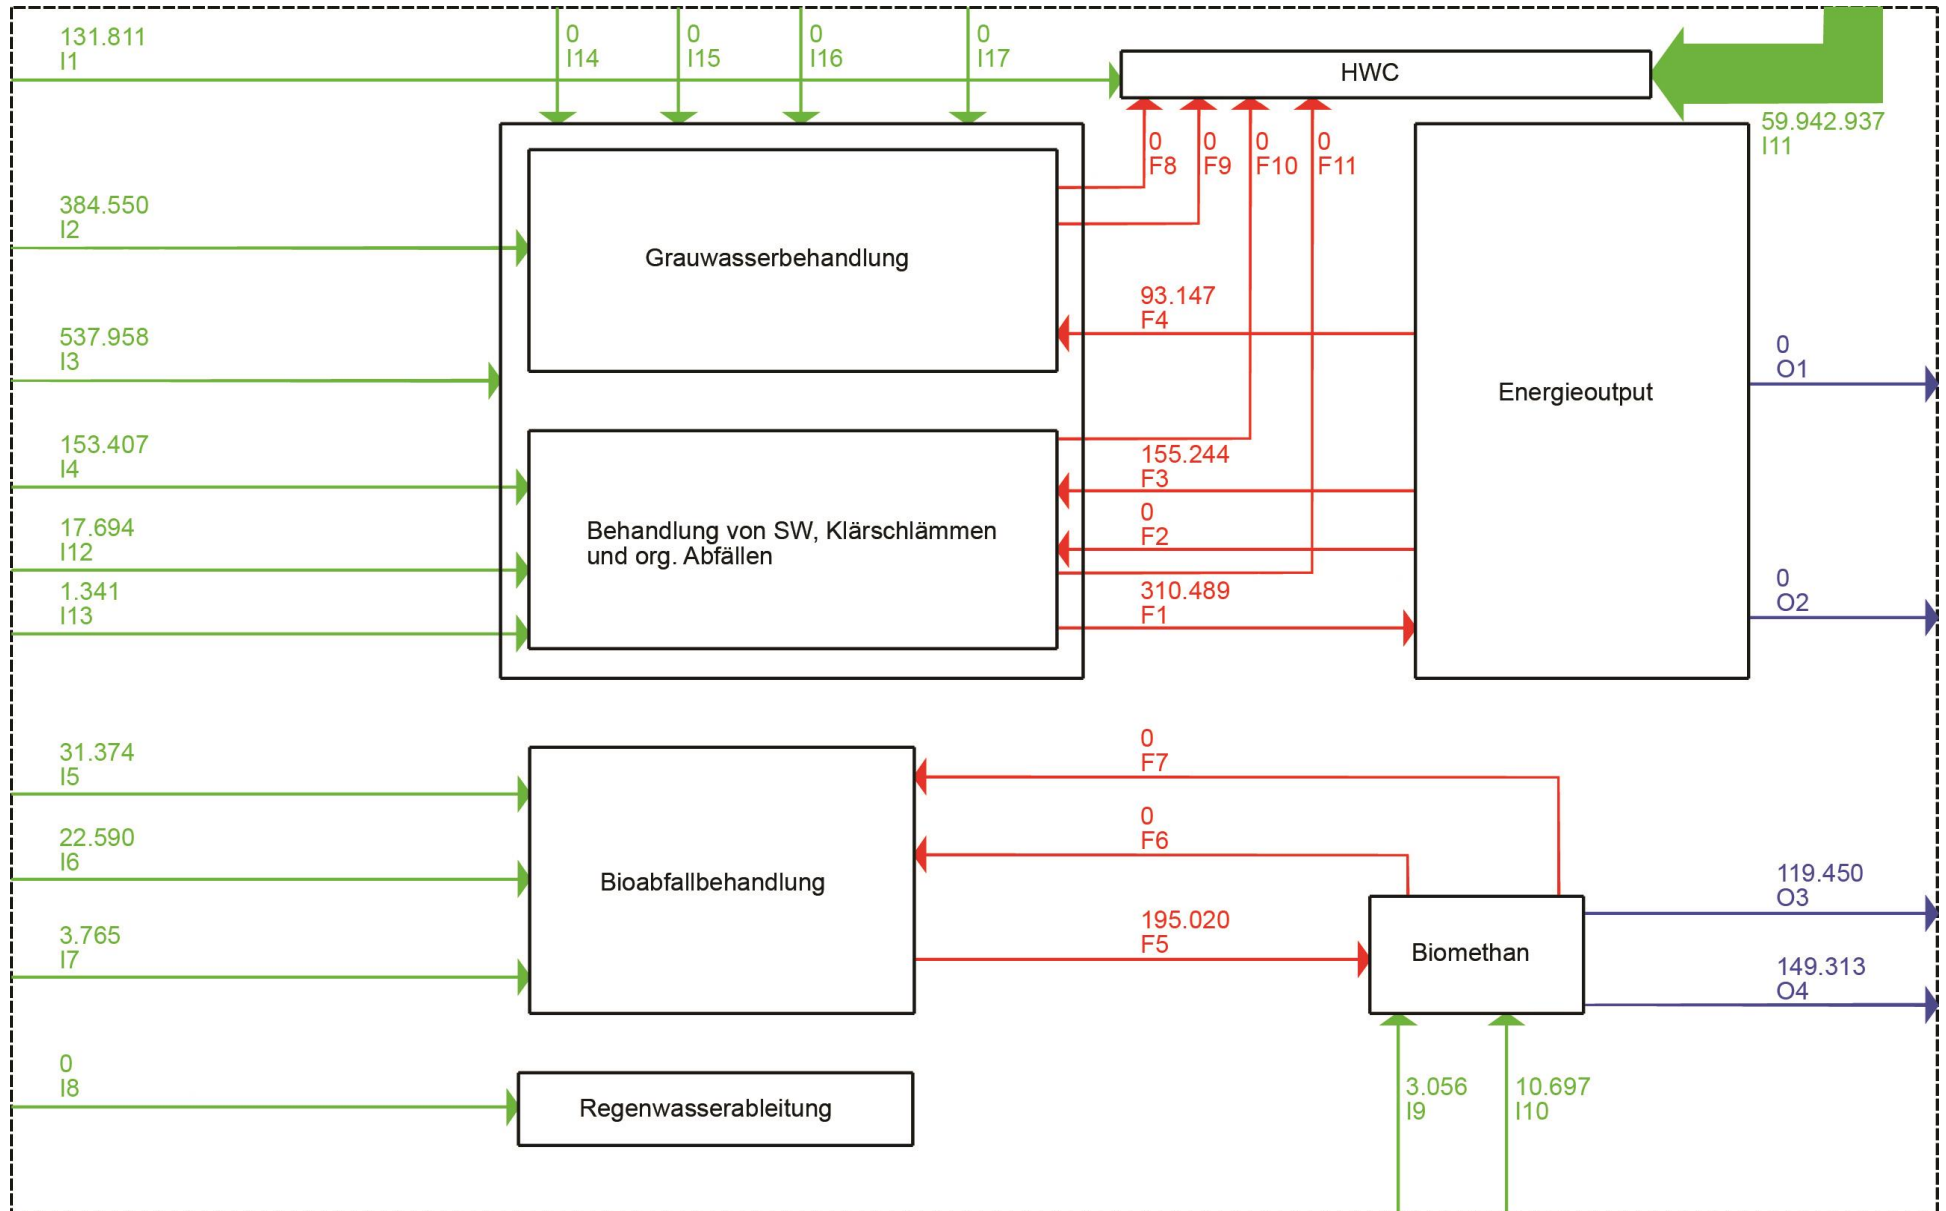 131.811
I1
0
I14
0
I15
0
I16
0
I17
HWC
59.942.937
I11
0
F8
0
F9
0
F10
0
F11
384.550
I2
Grauwasserbehandlung
93.147
F4
537.958
I3
0
O1
Energieoutput
153.407
I4
155.244
F3
17.694
I12
Behandlung von SW, Klärschlämmen
und org. Abfällen
0
F2
1.341
I13
310.489
F1
0
O2
31.374
I5
0
F7
22.590
I6
0
F6
Bioabfallbehandlung
119.450
O3
3.765
I7
195.020
F5
Biomethan
149.313
O4
0
I8
Regenwasserableitung
3.056
I9
10.697
I10